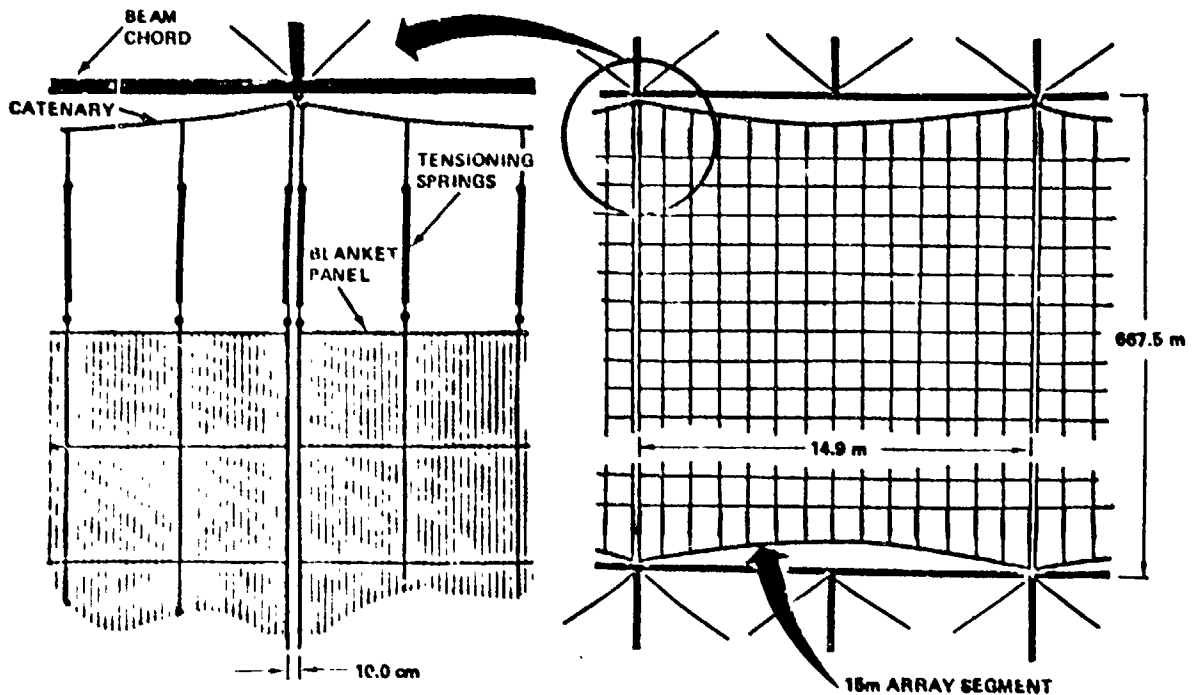 BEAM
CHORD
CATENARY
TENSIONING
SPRINGS
BLANKET
PANEL
10.0 cm
667.5 m
14.9 m
15m ARRAY SEGMENT